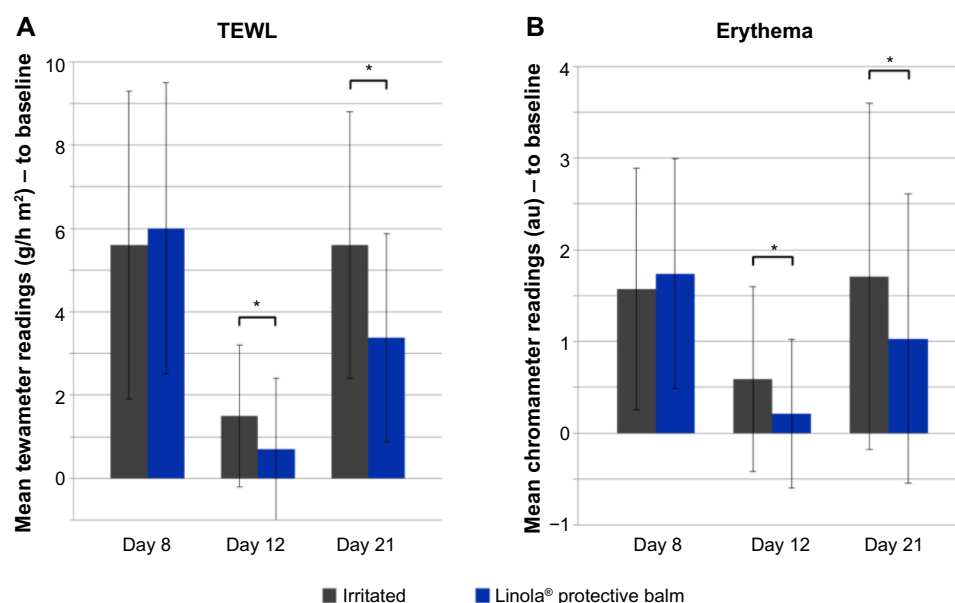 A
TEWL
Mean tewameter readings (g/h m²) – to baseline
10
8
6
4
2
0
*
*
Day 8
Day 12
Day 21
B
Erythema
Mean chromameter readings (au) – to baseline
4
3
2
1
0
−1
*
*
Day 8
Day 12
Day 21
Irritated
Linola® protective balm